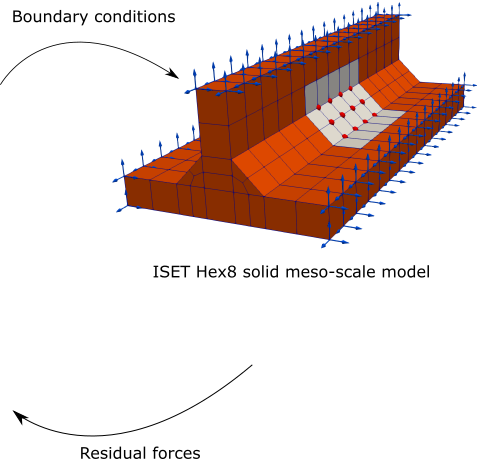 Boundary conditions
ISET Hex8 solid meso-scale model
Residual forces